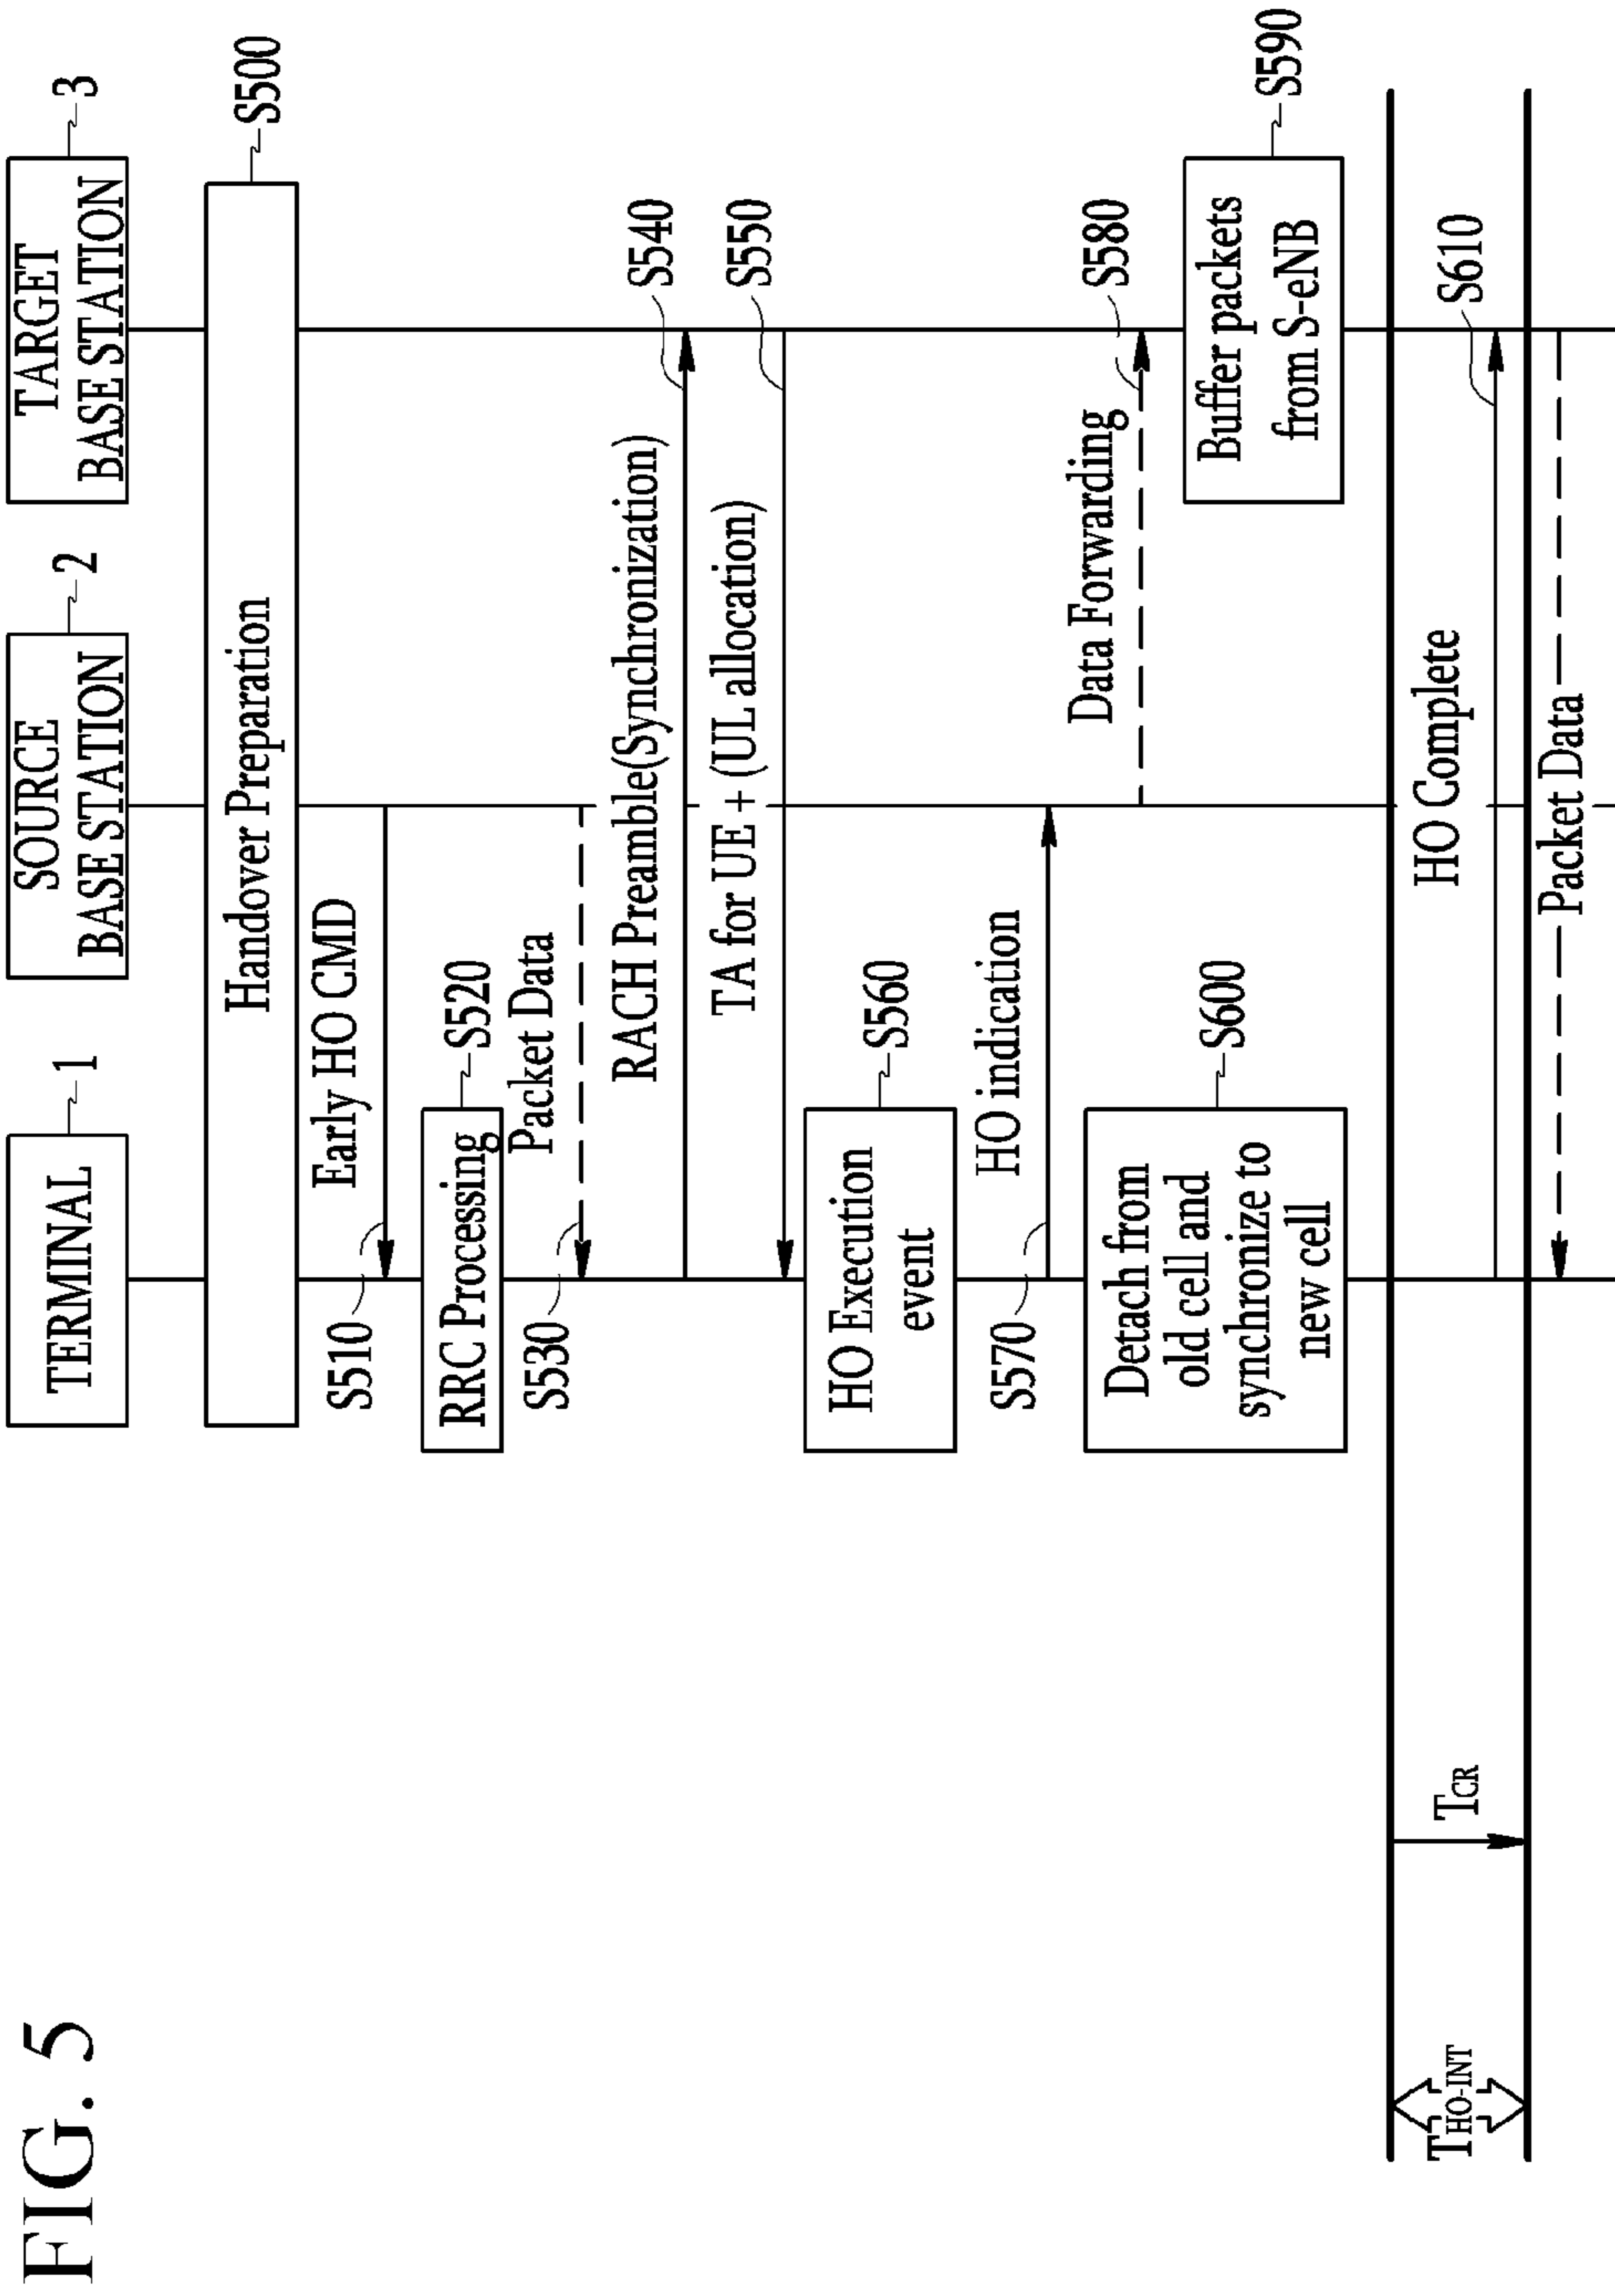 FIG. 5
TERMINAL
1
SOURCE
BASE STATION
2
TARGET
BASE STATION
3
Handover Preparation
S500
Early HO CMD
S510
RRC Processing
S520
Packet Data
S530
RACH Preamble(Synchronization)
S540
TA for UE + (UL allocation)
S550
HO Execution
event
S560
HO indication
S570
Data Forwarding
S580
Buffer packets
from S-eNB
S590
Detach from
old cell and
synchronize to
new cell
S600
THO-INT
TCR
HO Complete
S610
Packet Data